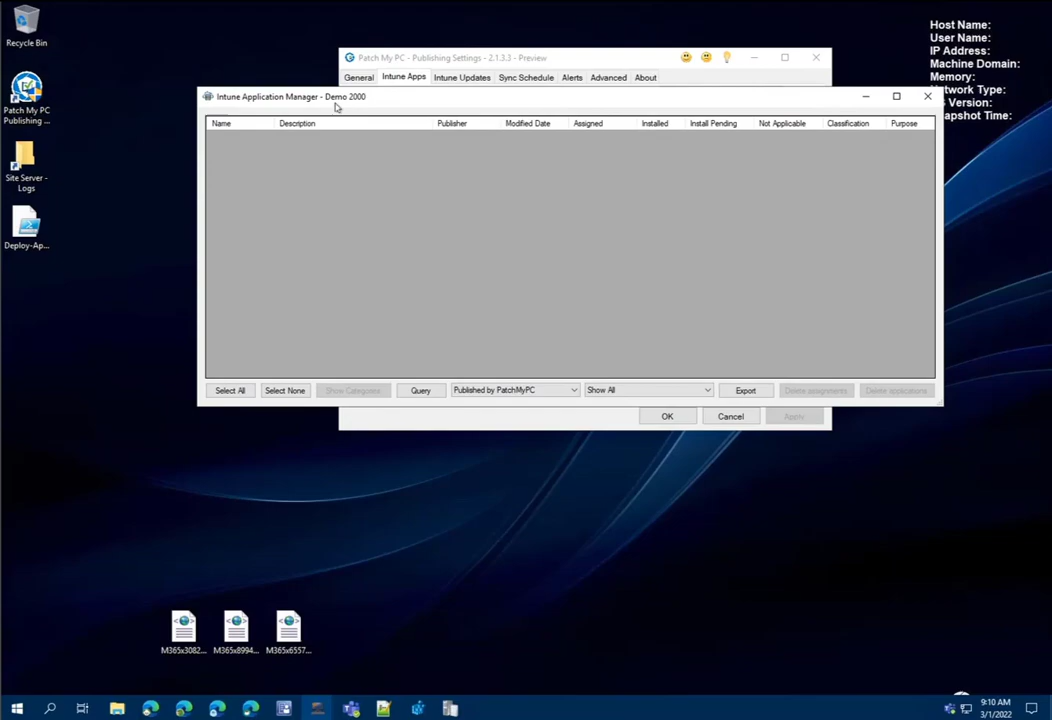 Recycle Bin
Patch My PC
Publishing ...
Site Server -
Logs
Deploy-Ap...
Host Name:
User Name:
IP Address:
Machine Domain:
Memory:
Network Type:
Version:
apshot Time:
Patch My PC - Publishing Settings - 2.1.3.3 - Preview
General Intune Apps Intune Updates Sync Schedule Alerts Advanced About
Intune Application Manager - Demo 2000
Name Description Publisher Modified Date Assigned Installed Install Pending Not Applicable Classification Purpose
Select All Select None Show Categories Query Published by PatchMyPC Show All Export Delete assignments Delete applications
OK Cancel Apply
M365x3082... M365x8994... M365x6557...
9:10 AM
3/1/2022